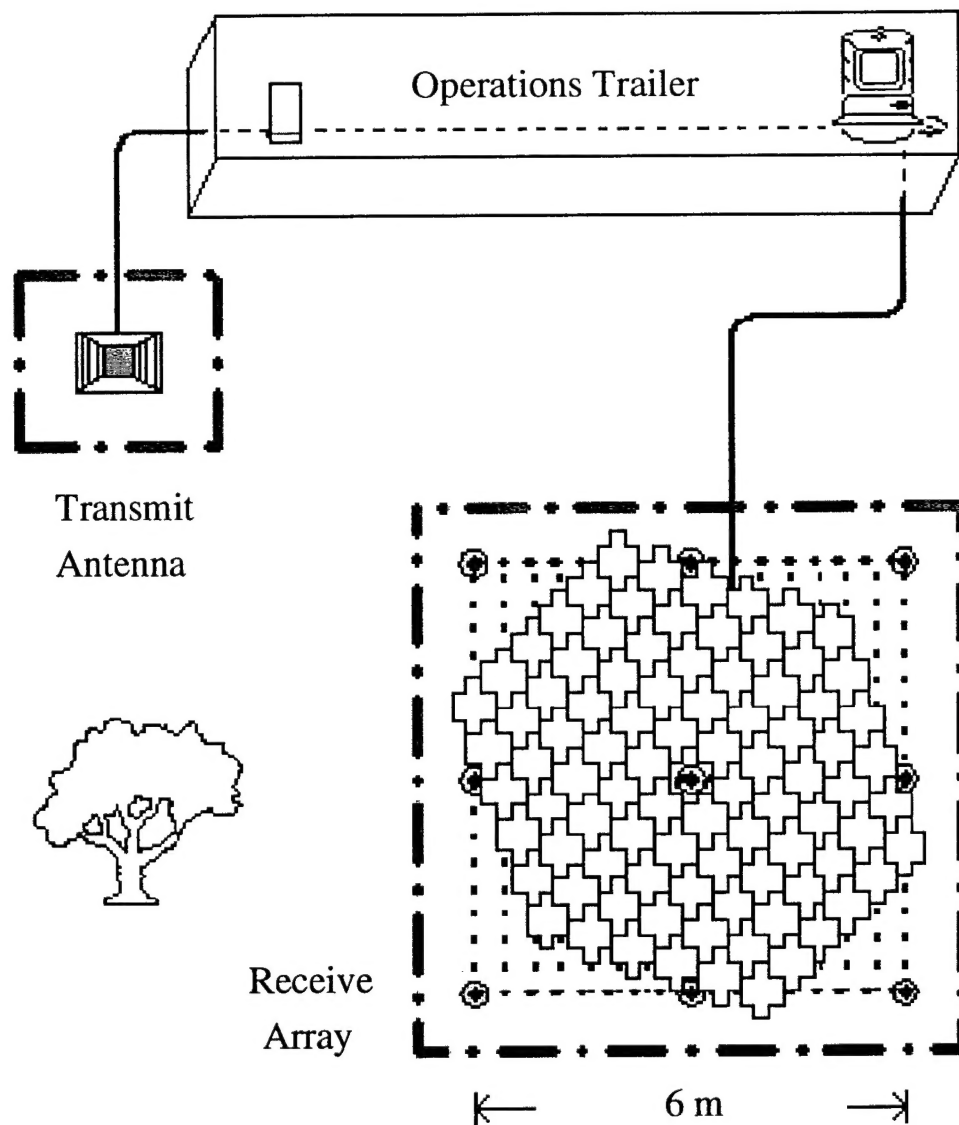 Operations Trailer
Transmit
Antenna
Receive
Array
6 m